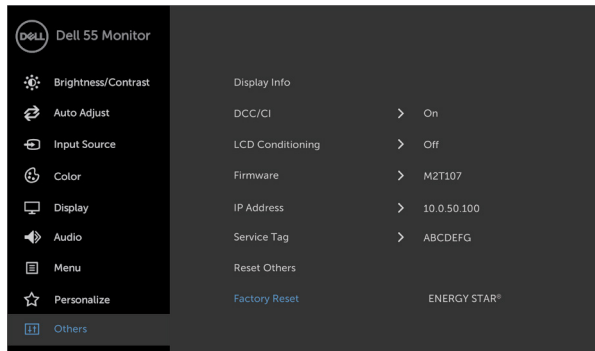 DELL Dell 55 Monitor
Brightness/Contrast Display Info
Auto Adjust DCC/CI > On
Input Source LCD Conditioning > Off
Color Firmware > M2T107
Display IP Address > 10.0.50.100
Audio Service Tag > ABCDEFG
Menu Reset Others
Personalize Factory Reset ENERGY STAR®
Others